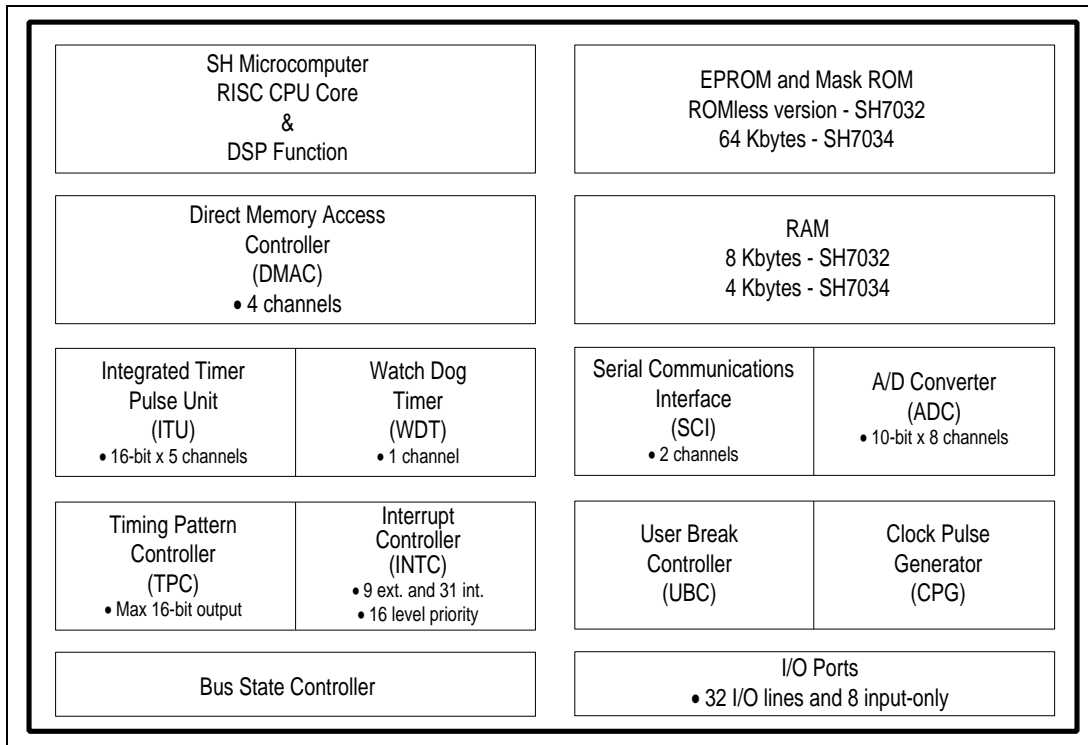 SH Microcomputer
RISC CPU Core
&
DSP Function
EPROM and Mask ROM
ROMless version - SH7032
64 Kbytes - SH7034
Direct Memory Access
Controller
(DMAC)
• 4 channels
RAM
8 Kbytes - SH7032
4 Kbytes - SH7034
Integrated Timer
Pulse Unit
(ITU)
• 16-bit x 5 channels
Watch Dog
Timer
(WDT)
• 1 channel
Serial Communications
Interface
(SCI)
• 2 channels
A/D Converter
(ADC)
• 10-bit x 8 channels
Timing Pattern
Controller
(TPC)
• Max 16-bit output
Interrupt
Controller
(INTC)
• 9 ext. and 31 int.
• 16 level priority
User Break
Controller
(UBC)
Clock Pulse
Generator
(CPG)
Bus State Controller
I/O Ports
• 32 I/O lines and 8 input-only